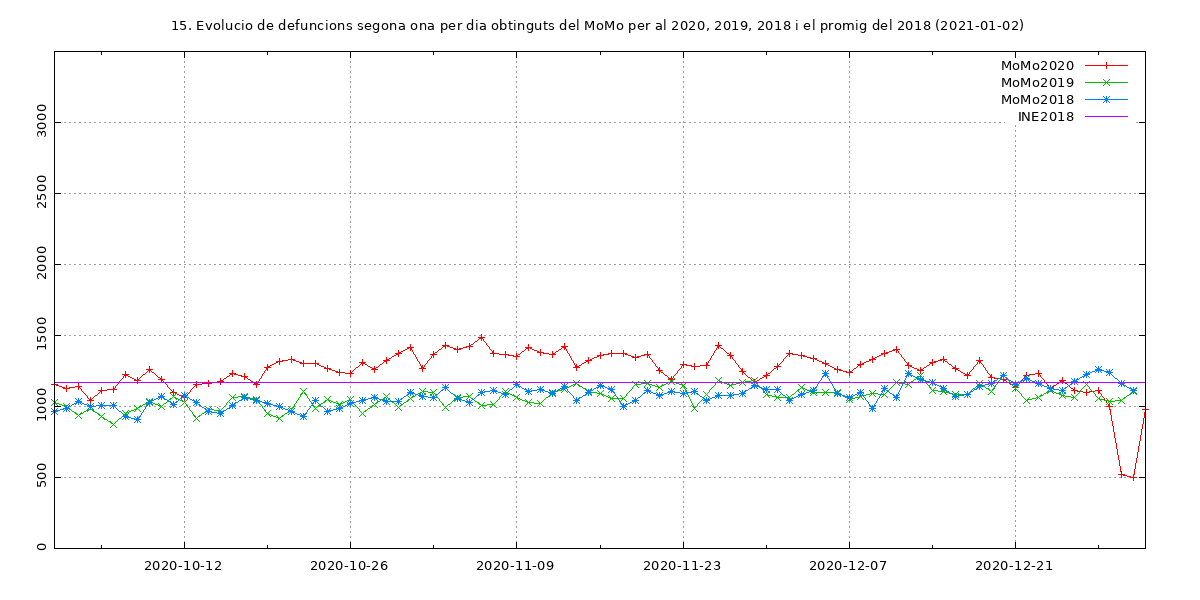 15. Evolucio de defuncions segona ona per dia obtinguts del MoMo per al 2020, 2019, 2018 i el promig del 2018 (2021-01-02)
MoMo2020
MoMo2019
MoMo2018
INE2018
3000
2500
2000
1500
1000
500
0
2020-10-12 2020-10-26 2020-11-09 2020-11-23 2020-12-07 2020-12-21